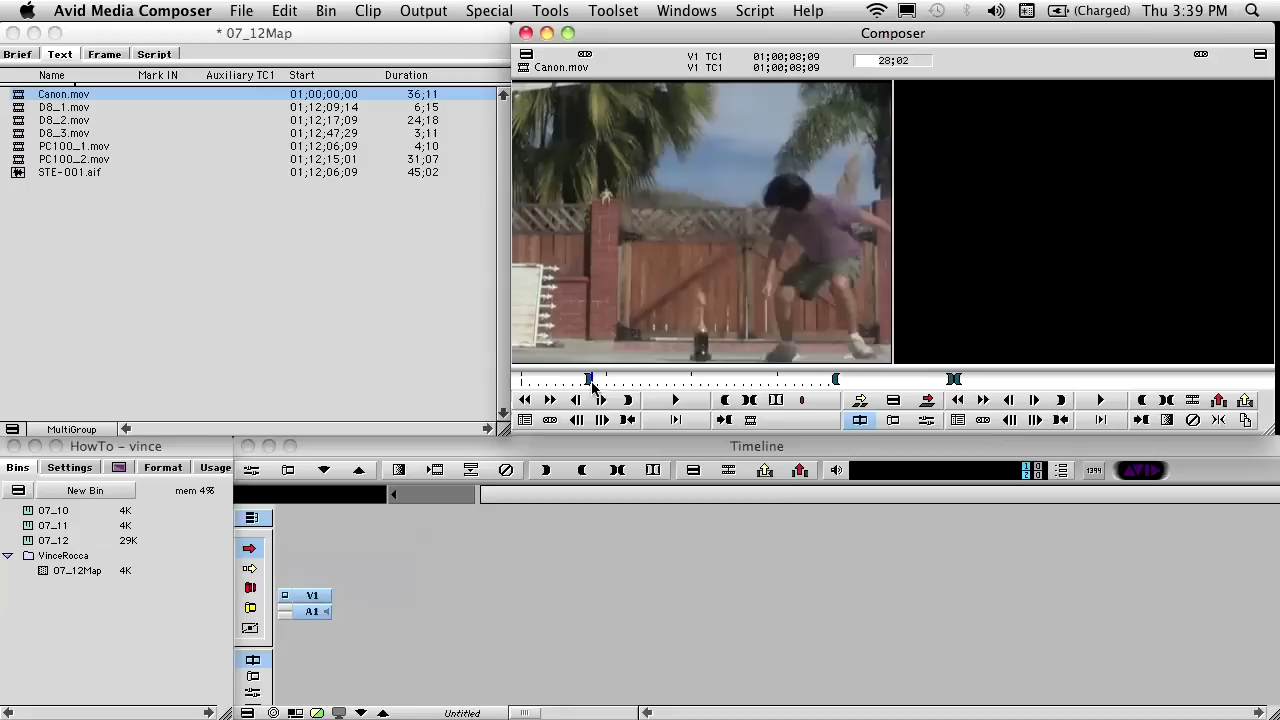 Avid Media Composer File Edit Bin Clip Output Special Tools Toolset Windows Script Help (Charged) Thu 3:39 PM
* 07_12Map
Composer
Brief Text Frame Script
V1 TC1 01;00;08;09 28;02
Canon.mov V1 TC1 01;00;08;09
Name Mark IN Auxiliary TC1 Start Duration
Canon.mov 01;00;00;00 36;11
D8_1.mov 01;12;09;14 6;15
D8_2.mov 01;12;17;09 24;18
D8_3.mov 01;12;47;29 3;11
PC100_1.mov 01;12;06;09 4;10
PC100_2.mov 01;12;15;01 31;07
STE-001.aif 01;12;06;09 45;02
MultiGroup
HowTo - vince
Timeline
Bins Settings Format Usage
1394 AVID
New Bin mem 4%
07_10 4K
07_11 4K
07_12 29K
VinceRocca
07_12Map 4K
V1
A1
Untitled